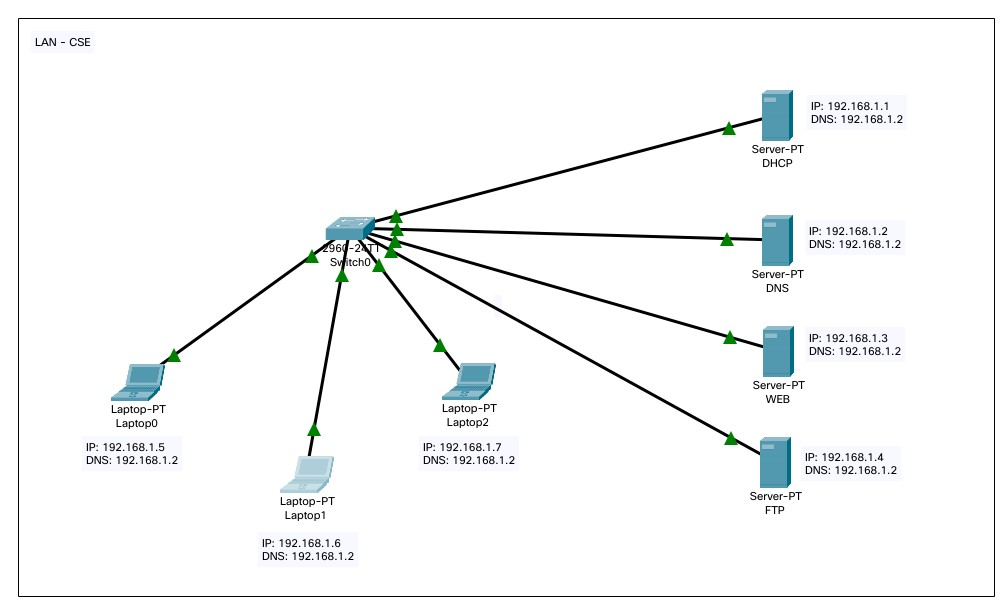 LAN - CSE
IP: 192.168.1.1
DNS: 192.168.1.2
Server-PT
DHCP
2960-24TT
Switch0
IP: 192.168.1.2
DNS: 192.168.1.2
Server-PT
DNS
IP: 192.168.1.3
DNS: 192.168.1.2
Server-PT
WEB
Laptop-PT
Laptop0
IP: 192.168.1.5
DNS: 192.168.1.2
Laptop-PT
Laptop2
IP: 192.168.1.7
DNS: 192.168.1.2
IP: 192.168.1.4
DNS: 192.168.1.2
Server-PT
FTP
Laptop-PT
Laptop1
IP: 192.168.1.6
DNS: 192.168.1.2